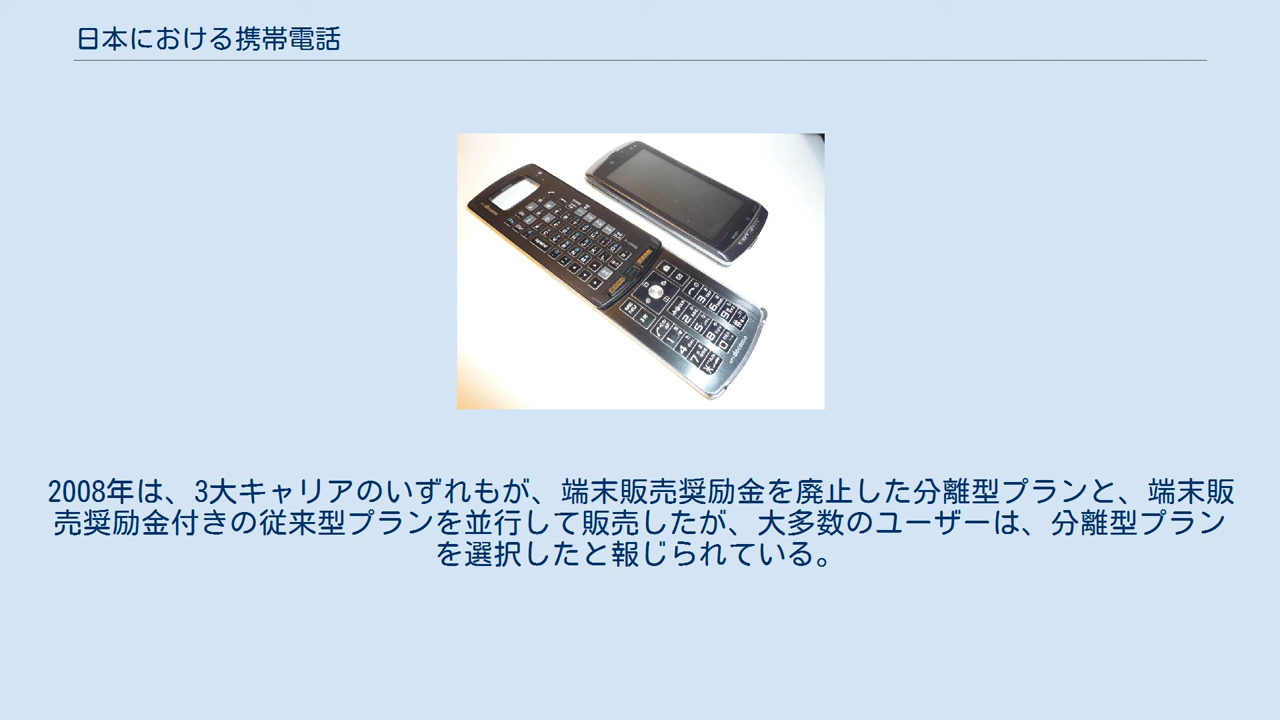 日本における携帯電話
2008年は、3大キャリアのいずれもが、端末販売奨励金を廃止した分離型プランと、端末販
売奨励金付きの従来型プランを並行して販売したが、大多数のユーザーは、分離型プラン
を選択したと報じられている。